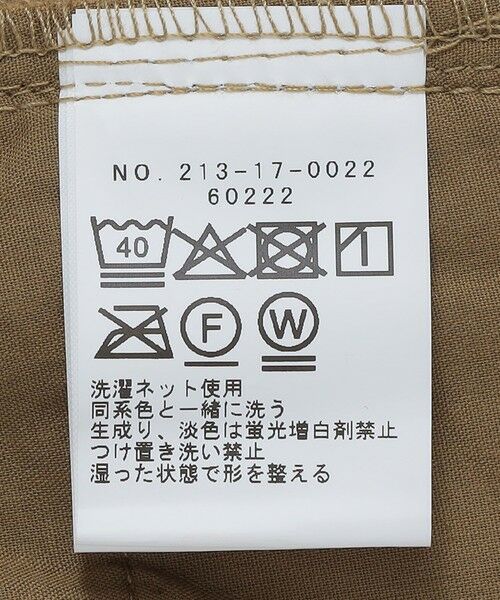 NO. 213-17-0022
60222
40
F W
洗濯ネット使用
同系色と一緒に洗う
生成り、淡色は蛍光増白剤禁止
つけ置き洗い禁止
湿った状態で形を整える